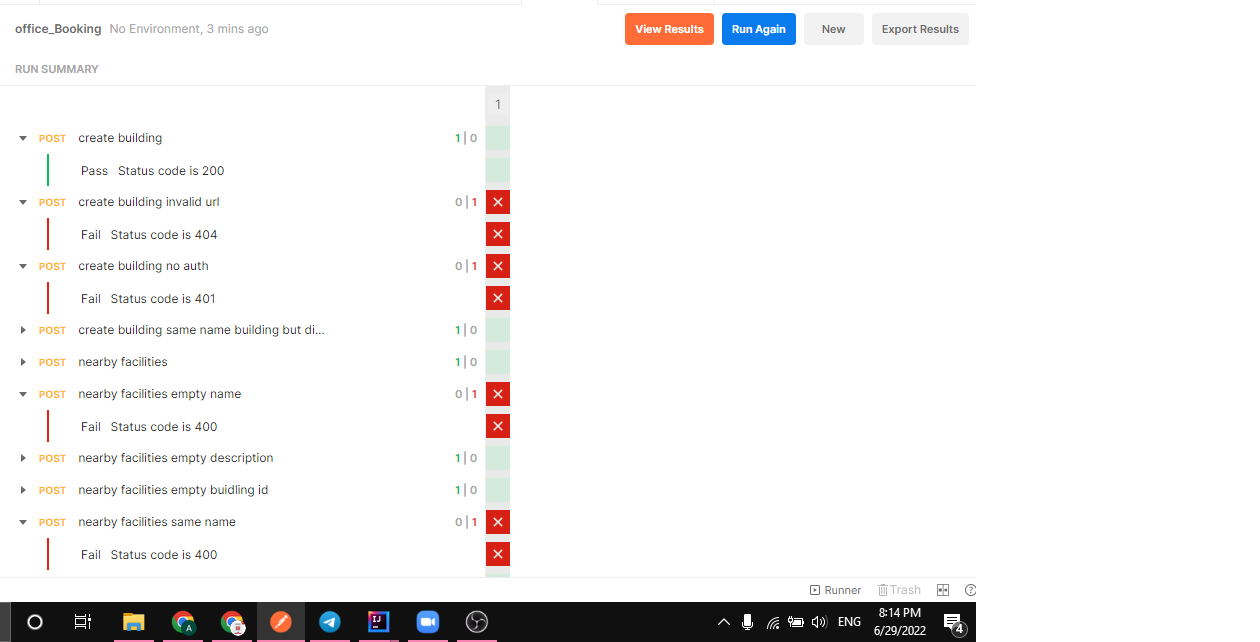 office_Booking No Environment, 3 mins ago
View Results
Run Again
New
Export Results
RUN SUMMARY
1
POST create building 1 | 0
Pass Status code is 200
POST create building invalid url 0 | 1
Fail Status code is 404
POST create building no auth 0 | 1
Fail Status code is 401
POST create building same name building but di... 1 | 0
POST nearby facilities 1 | 0
POST nearby facilities empty name 0 | 1
Fail Status code is 400
POST nearby facilities empty description 1 | 0
POST nearby facilities empty buidling id 1 | 0
POST nearby facilities same name 0 | 1
Fail Status code is 400
Runner
Trash
A
IJ
ENG
8:14 PM
6/29/2022
4